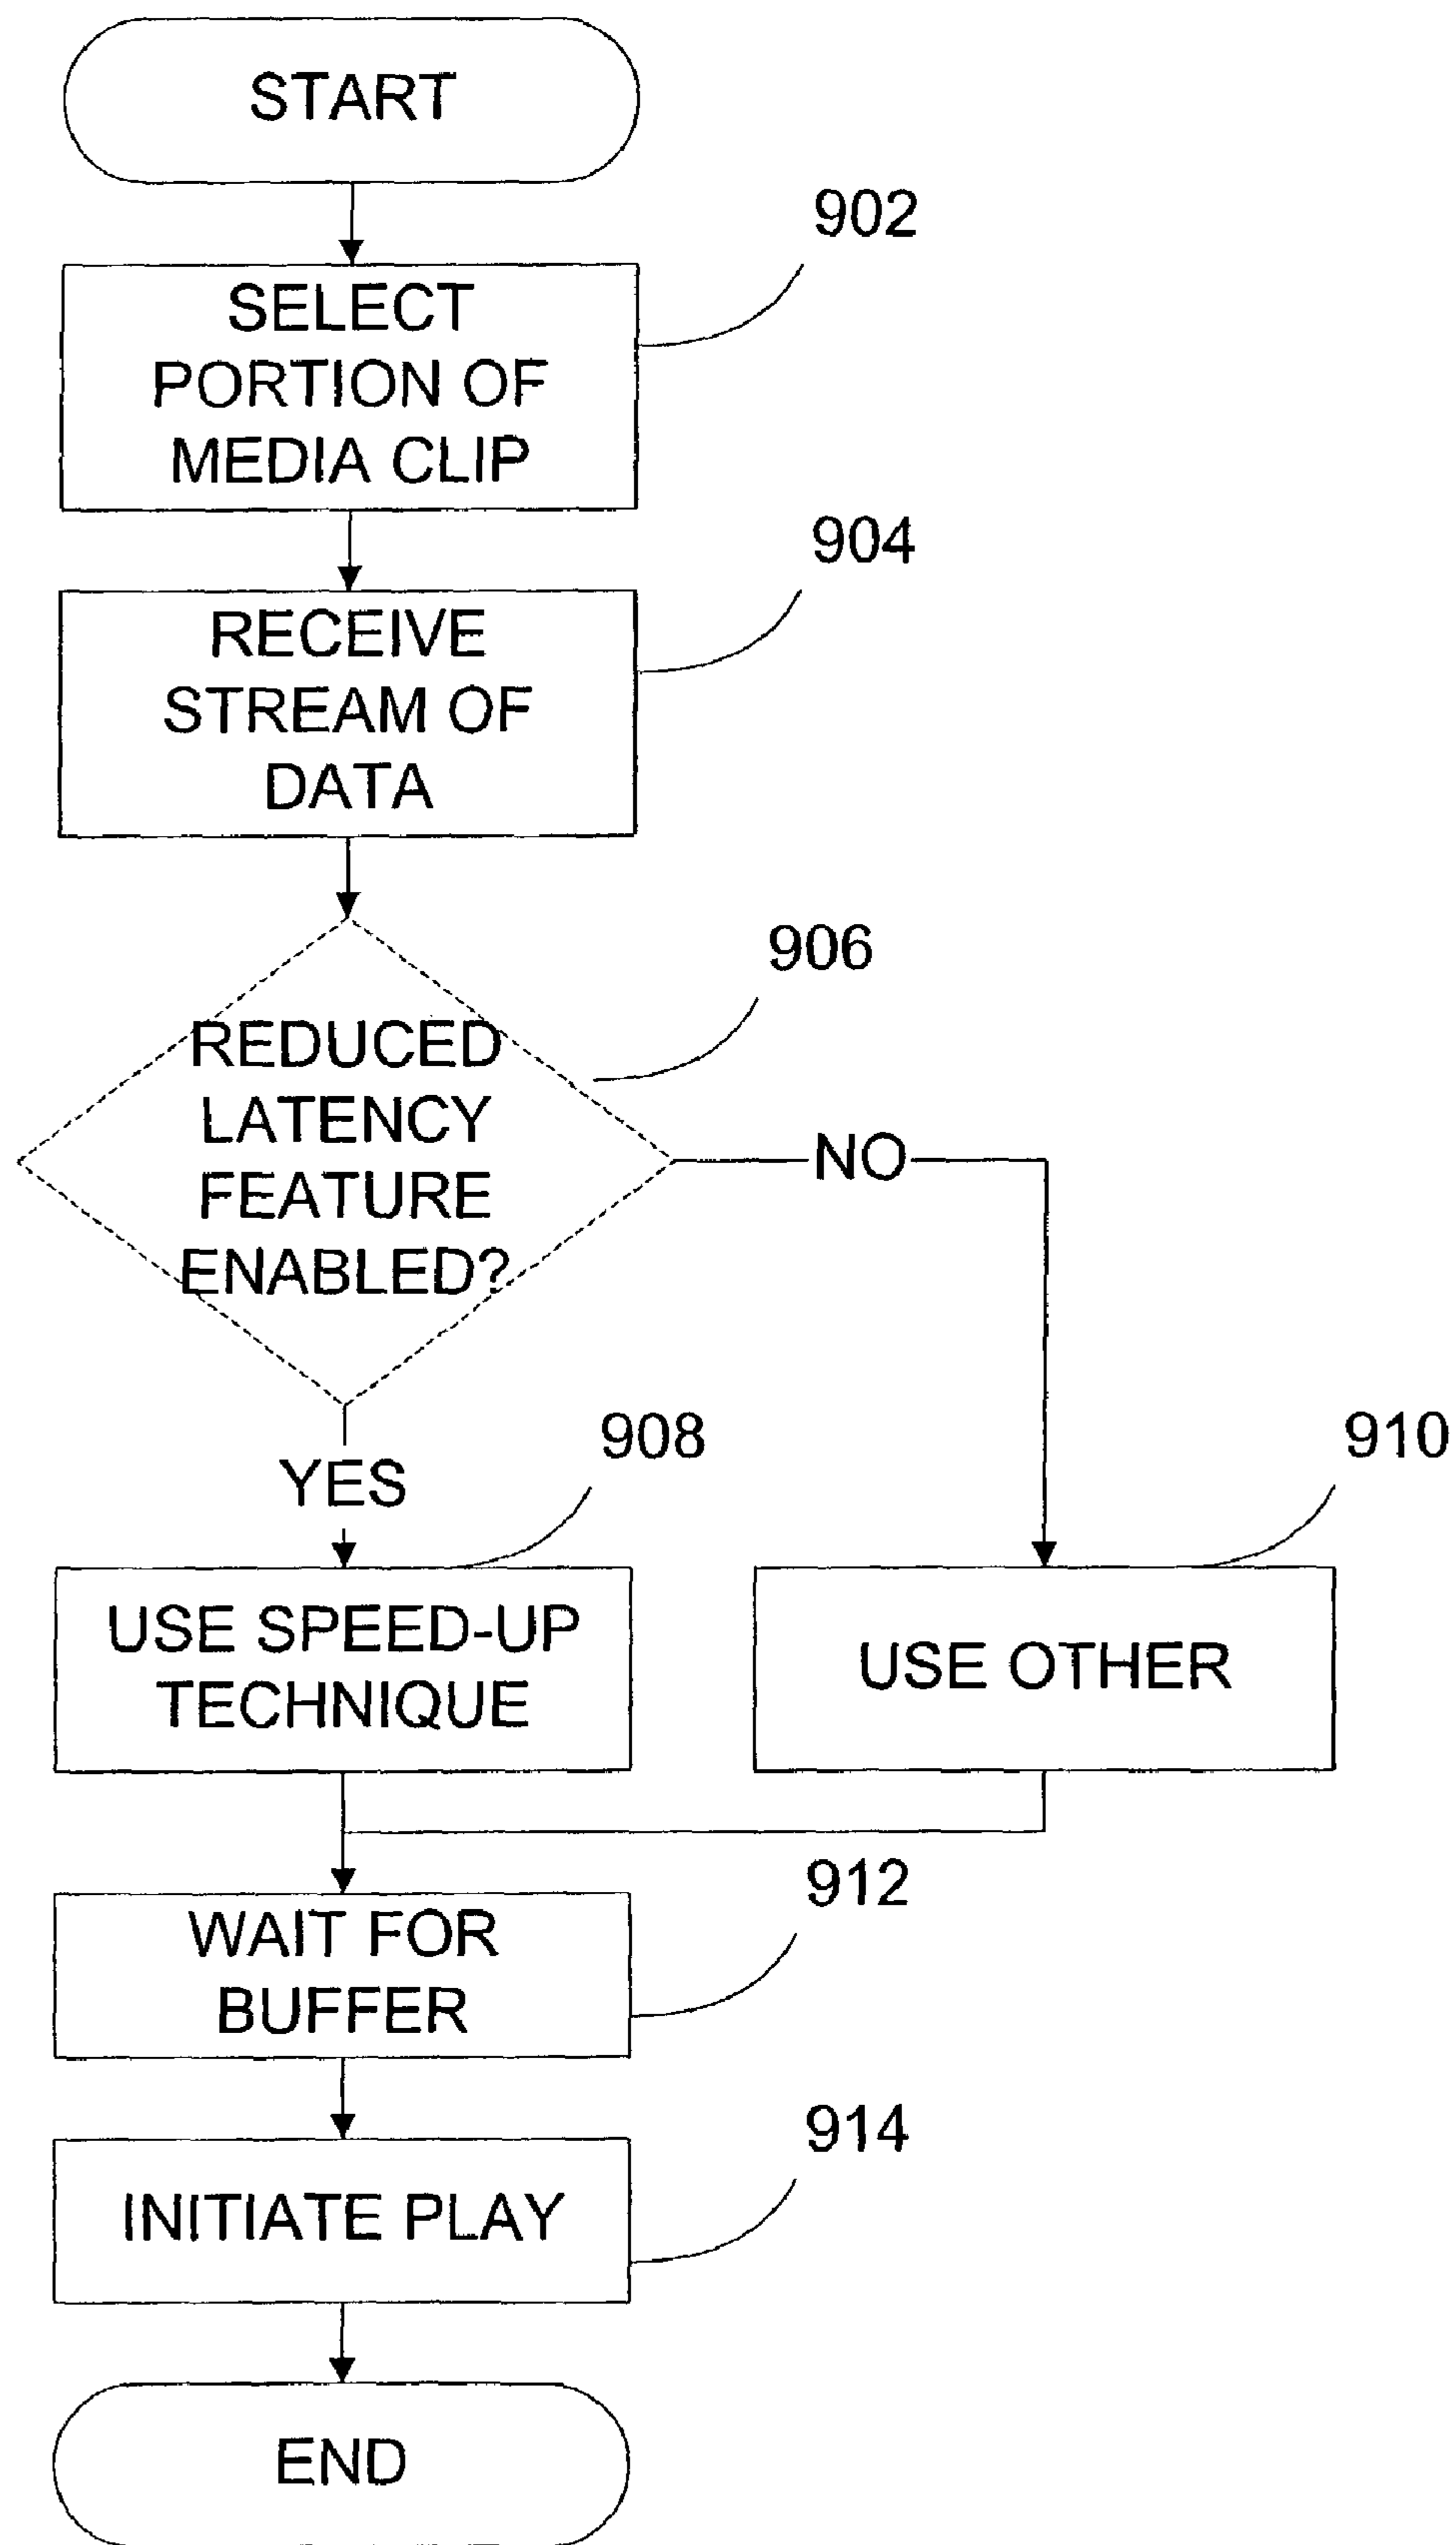 START
902
SELECT
PORTION OF
MEDIA CLIP
904
RECEIVE
STREAM OF
DATA
906
REDUCED
LATENCY
FEATURE
ENABLED?
NO
YES
908
910
USE SPEED-UP
TECHNIQUE
USE OTHER
912
WAIT FOR
BUFFER
914
INITIATE PLAY
END